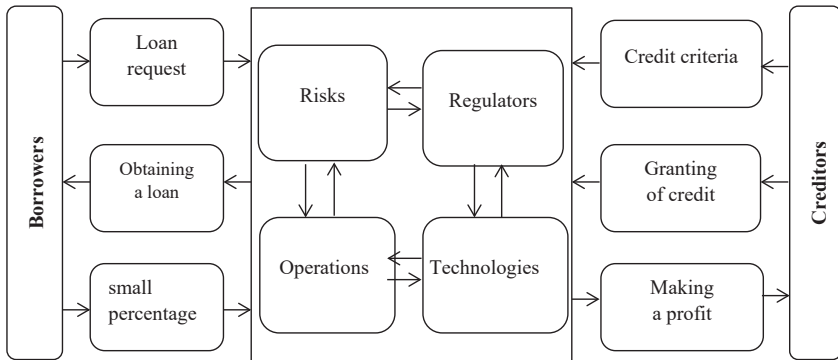 Borrowers
Loan
request
Obtaining
a loan
small
percentage
Risks
Regulators
Operations
Technologies
Credit criteria
Granting
of credit
Making
a profit
Creditors